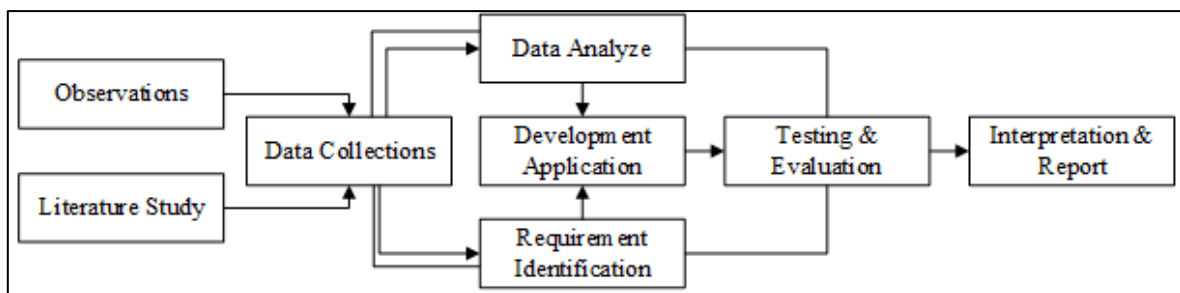 Observations
Literature Study
Data Collections
Data Analyze
Development
Application
Requirement
Identification
Testing &
Evaluation
Interpretation &
Report